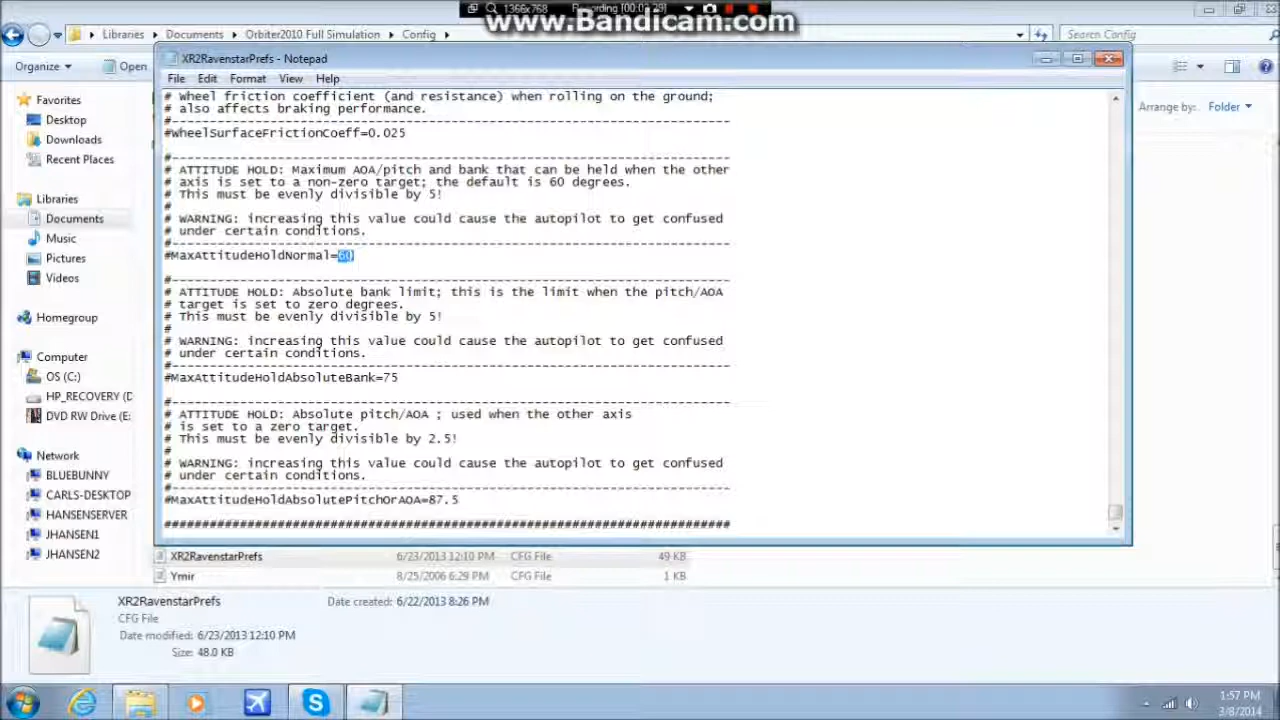 1366x768
Recording [00:03:29]
www.Bandicam.com
Libraries
Documents
Orbiter2010 Full Simulation
Config
Search Config
Organize
Open
Arrange by: Folder
XR2RavenstarPrefs - Notepad
File Edit Format View Help
# Wheel friction coefficient (and resistance) when rolling on the ground;
# also affects braking performance.
#--------------------------------------------------------------------------
#WheelSurfaceFrictionCoeff=0.025
#--------------------------------------------------------------------------
# ATTITUDE HOLD: Maximum AOA/pitch and bank that can be held when the other
# axis is set to a non-zero target; the default is 60 degrees.
# This must be evenly divisible by 5!
#
# WARNING: increasing this value could cause the autopilot to get confused
# under certain conditions.
#--------------------------------------------------------------------------
#MaxAttitudeHoldNormal=60
#--------------------------------------------------------------------------
# ATTITUDE HOLD: Absolute bank limit; this is the limit when the pitch/AOA
# target is set to zero degrees.
# This must be evenly divisible by 5!
#
# WARNING: increasing this value could cause the autopilot to get confused
# under certain conditions.
#--------------------------------------------------------------------------
#MaxAttitudeHoldAbsoluteBank=75
#--------------------------------------------------------------------------
# ATTITUDE HOLD: Absolute pitch/AOA ; used when the other axis
# is set to a zero target.
# This must be evenly divisible by 2.5!
#
# WARNING: increasing this value could cause the autopilot to get confused
# under certain conditions.
#--------------------------------------------------------------------------
#MaxAttitudeHoldAbsolutePitchOrAOA=87.5
###########################################################################
Favorites
Desktop
Downloads
Recent Places
Libraries
Documents
Music
Pictures
Videos
Homegroup
Computer
OS (C:)
HP_RECOVERY (D
DVD RW Drive (E:
Network
BLUEBUNNY
CARLS-DESKTOP
HANSENSERVER
JHANSEN1
JHANSEN2
XR2RavenstarPrefs 6/23/2013 12:10 PM CFG File 49 KB
Ymir 8/25/2006 6:29 PM CFG File 1 KB
XR2RavenstarPrefs
CFG File
Date modified: 6/23/2013 12:10 PM
Size: 48.0 KB
Date created: 6/22/2013 8:26 PM
1:57 PM
3/8/2014